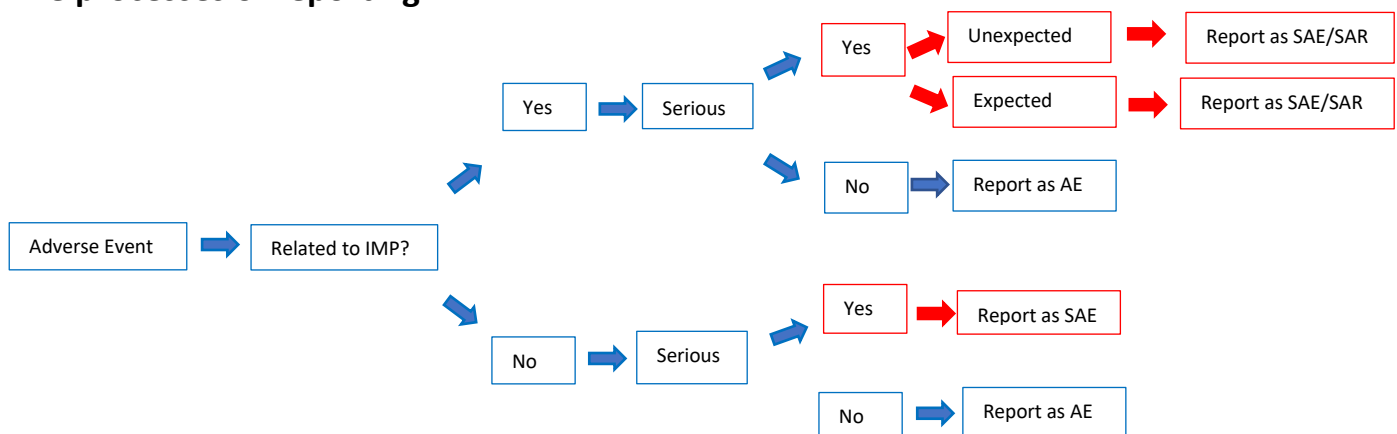 Yes
Unexpected
Report as SAE/SAR
Expected
Report as SAE/SAR
Yes
Serious
No
Report as AE
Adverse Event
Related to IMP?
Yes
Report as SAE
No
Serious
No
Report as AE